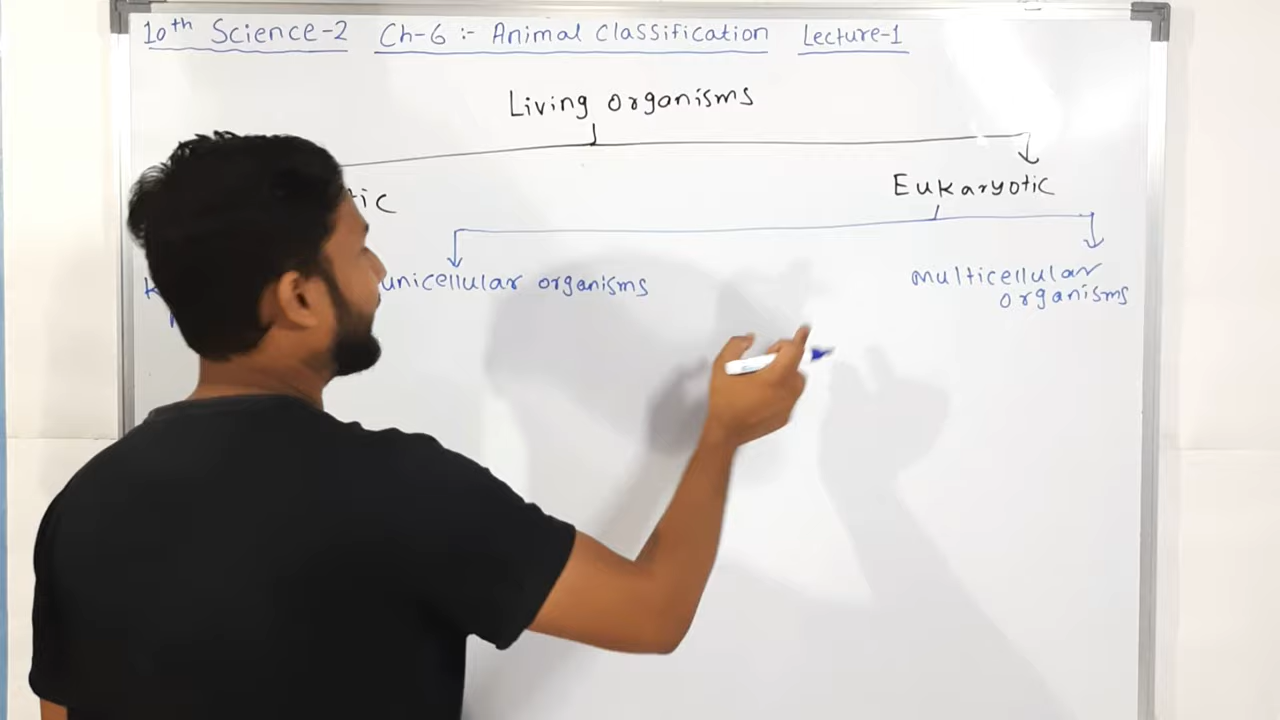 10th Science-2 Ch-6 :- Animal Classification Lecture-1
Living organisms
Eukaryotic
unicellular organisms
multicellular
organisms